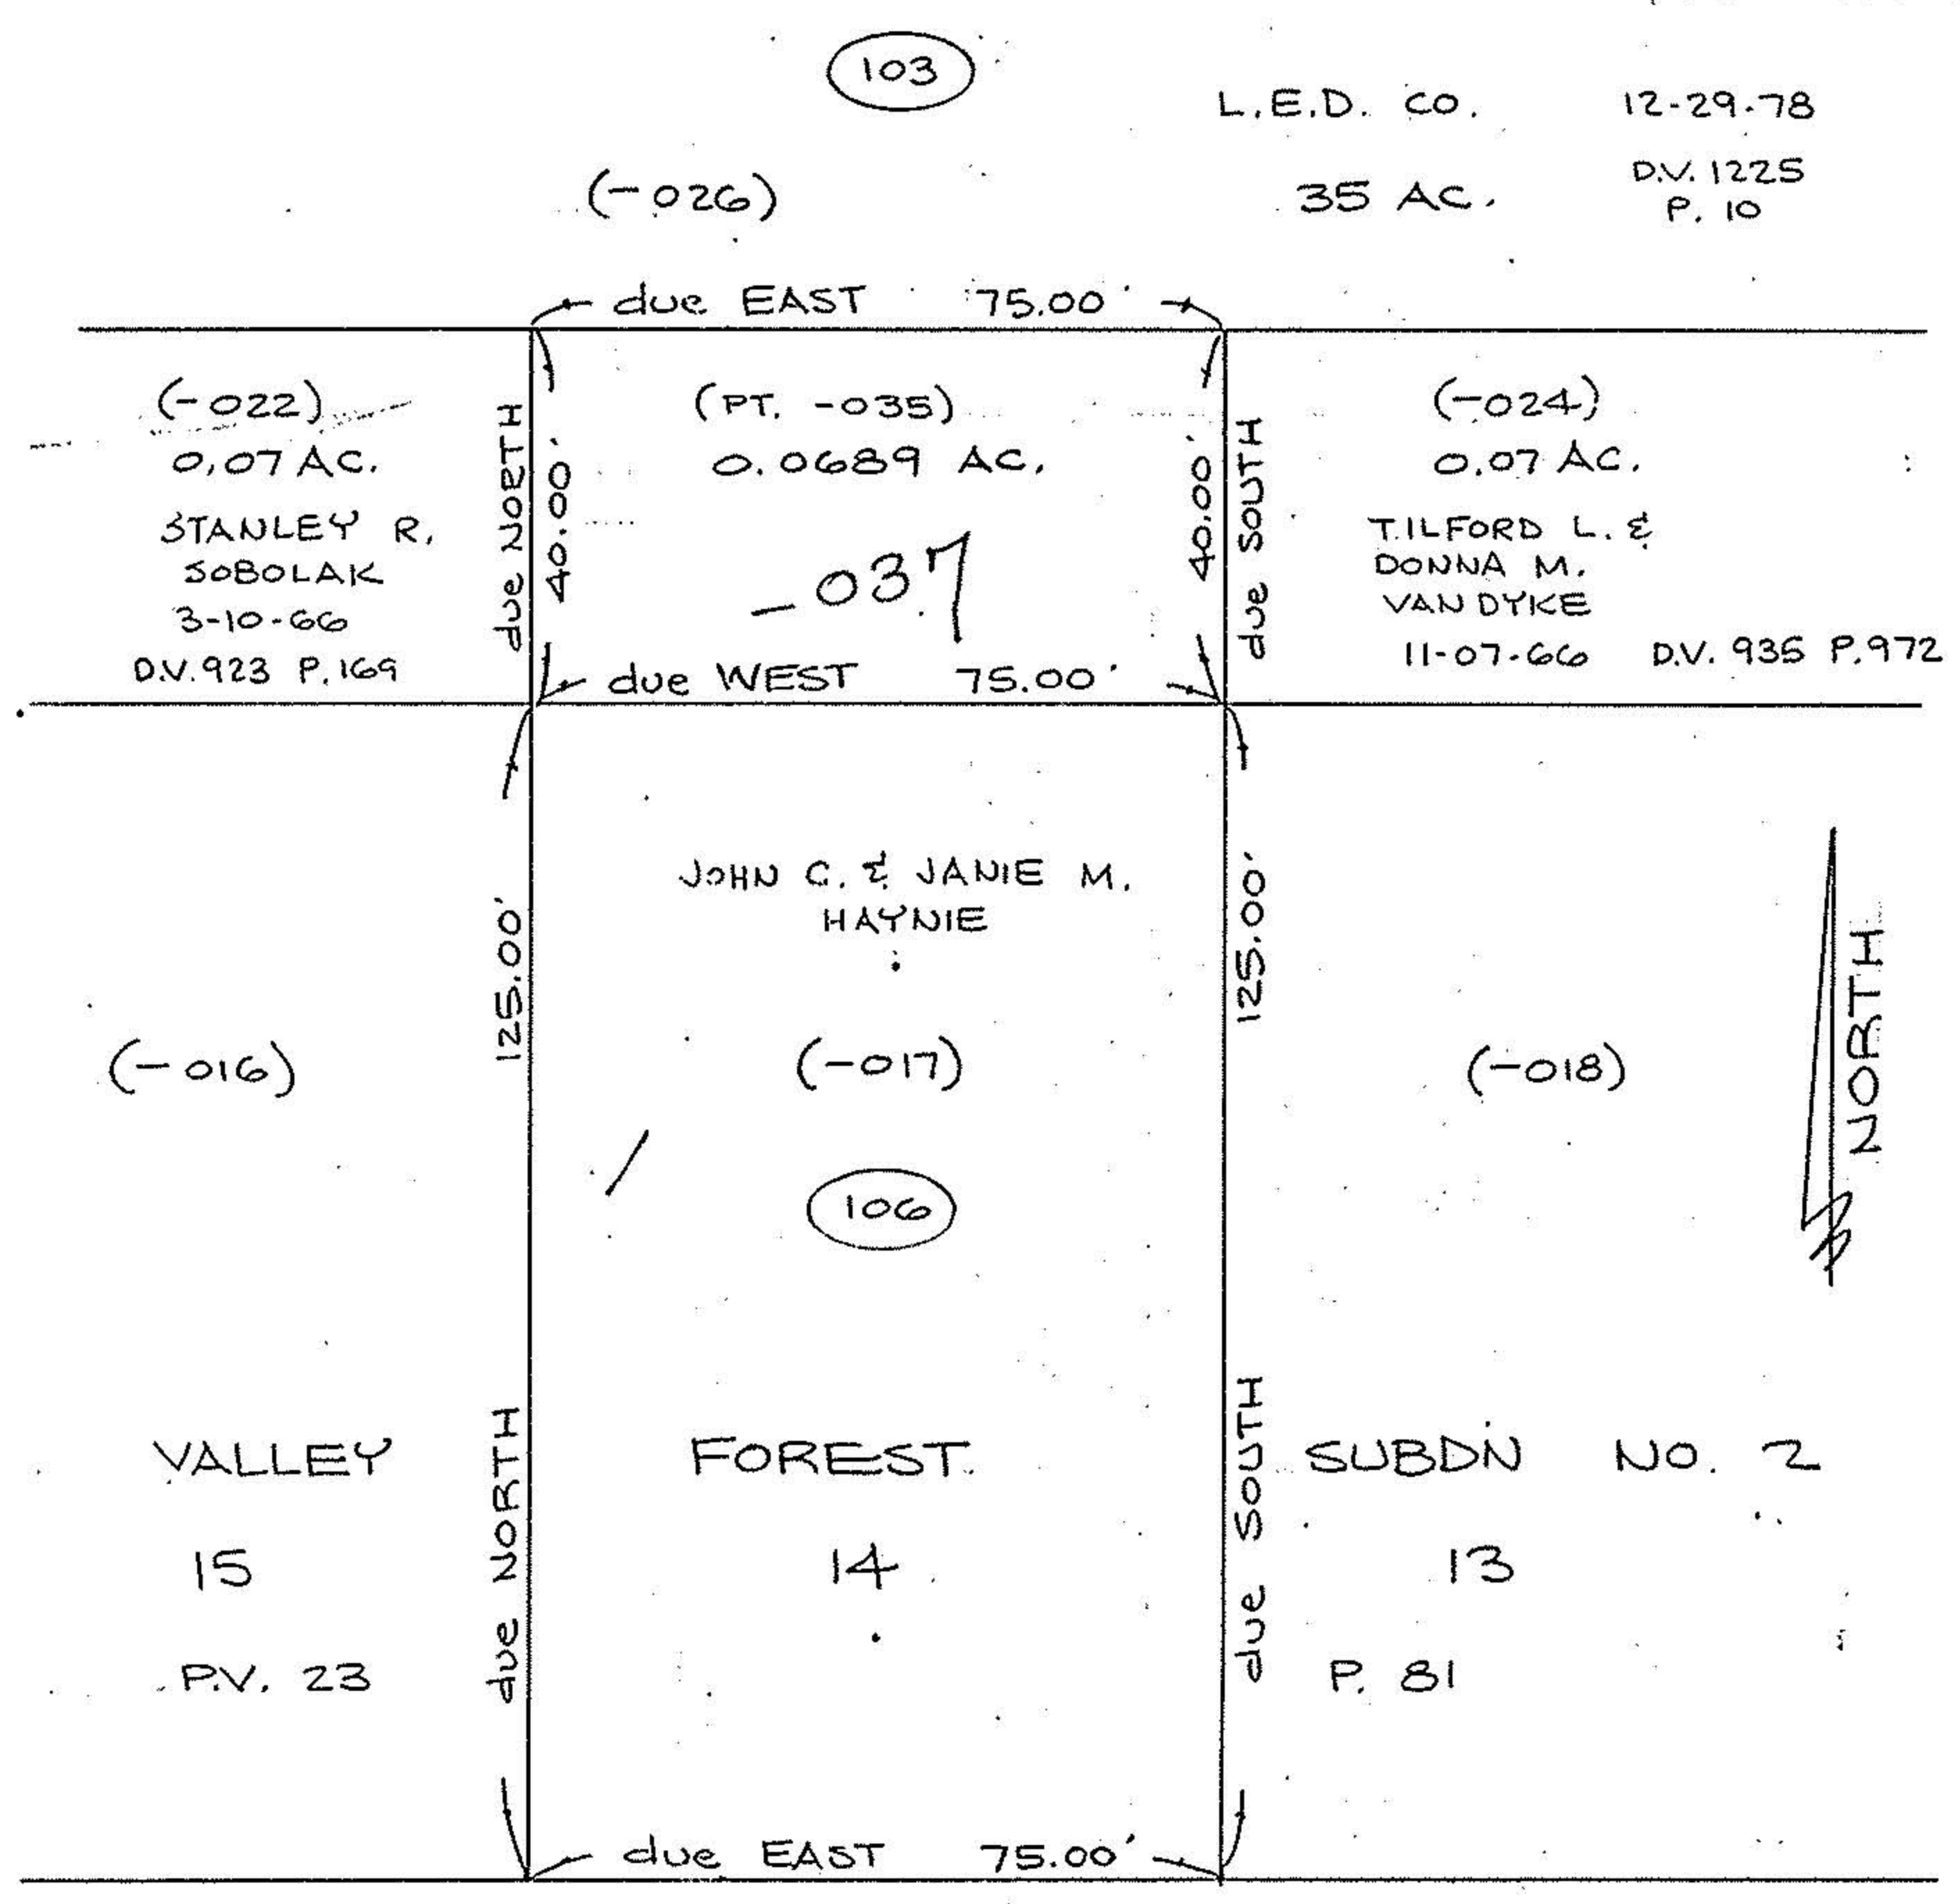 103
L.E.D. CO. 12-29-78
(-026) 35 AC. D.V. 1225
P. 10
due EAST 75.00'
(-022)
0.07 AC.
STANLEY R.
SOBOLAK
3-10-66
D.V. 923 P. 169
due NORTH
40.00'
(PT. -035)
0.0689 AC.
-037
due WEST 75.00'
40.00'
due SOUTH
(-024)
0.07 AC.
TILFORD L. &
DONNA M.
VAN DYKE
11-07-66 D.V. 935 P. 972
125.00'
JOHN C. & JANIE M.
HAYNIE
125.00'
(-016)
(-017)
(-018)
NORTH
106
due NORTH
due SOUTH
VALLEY FOREST SUBDN NO. 2
15 14 13
P.V. 23 P. 81
due EAST 75.00'